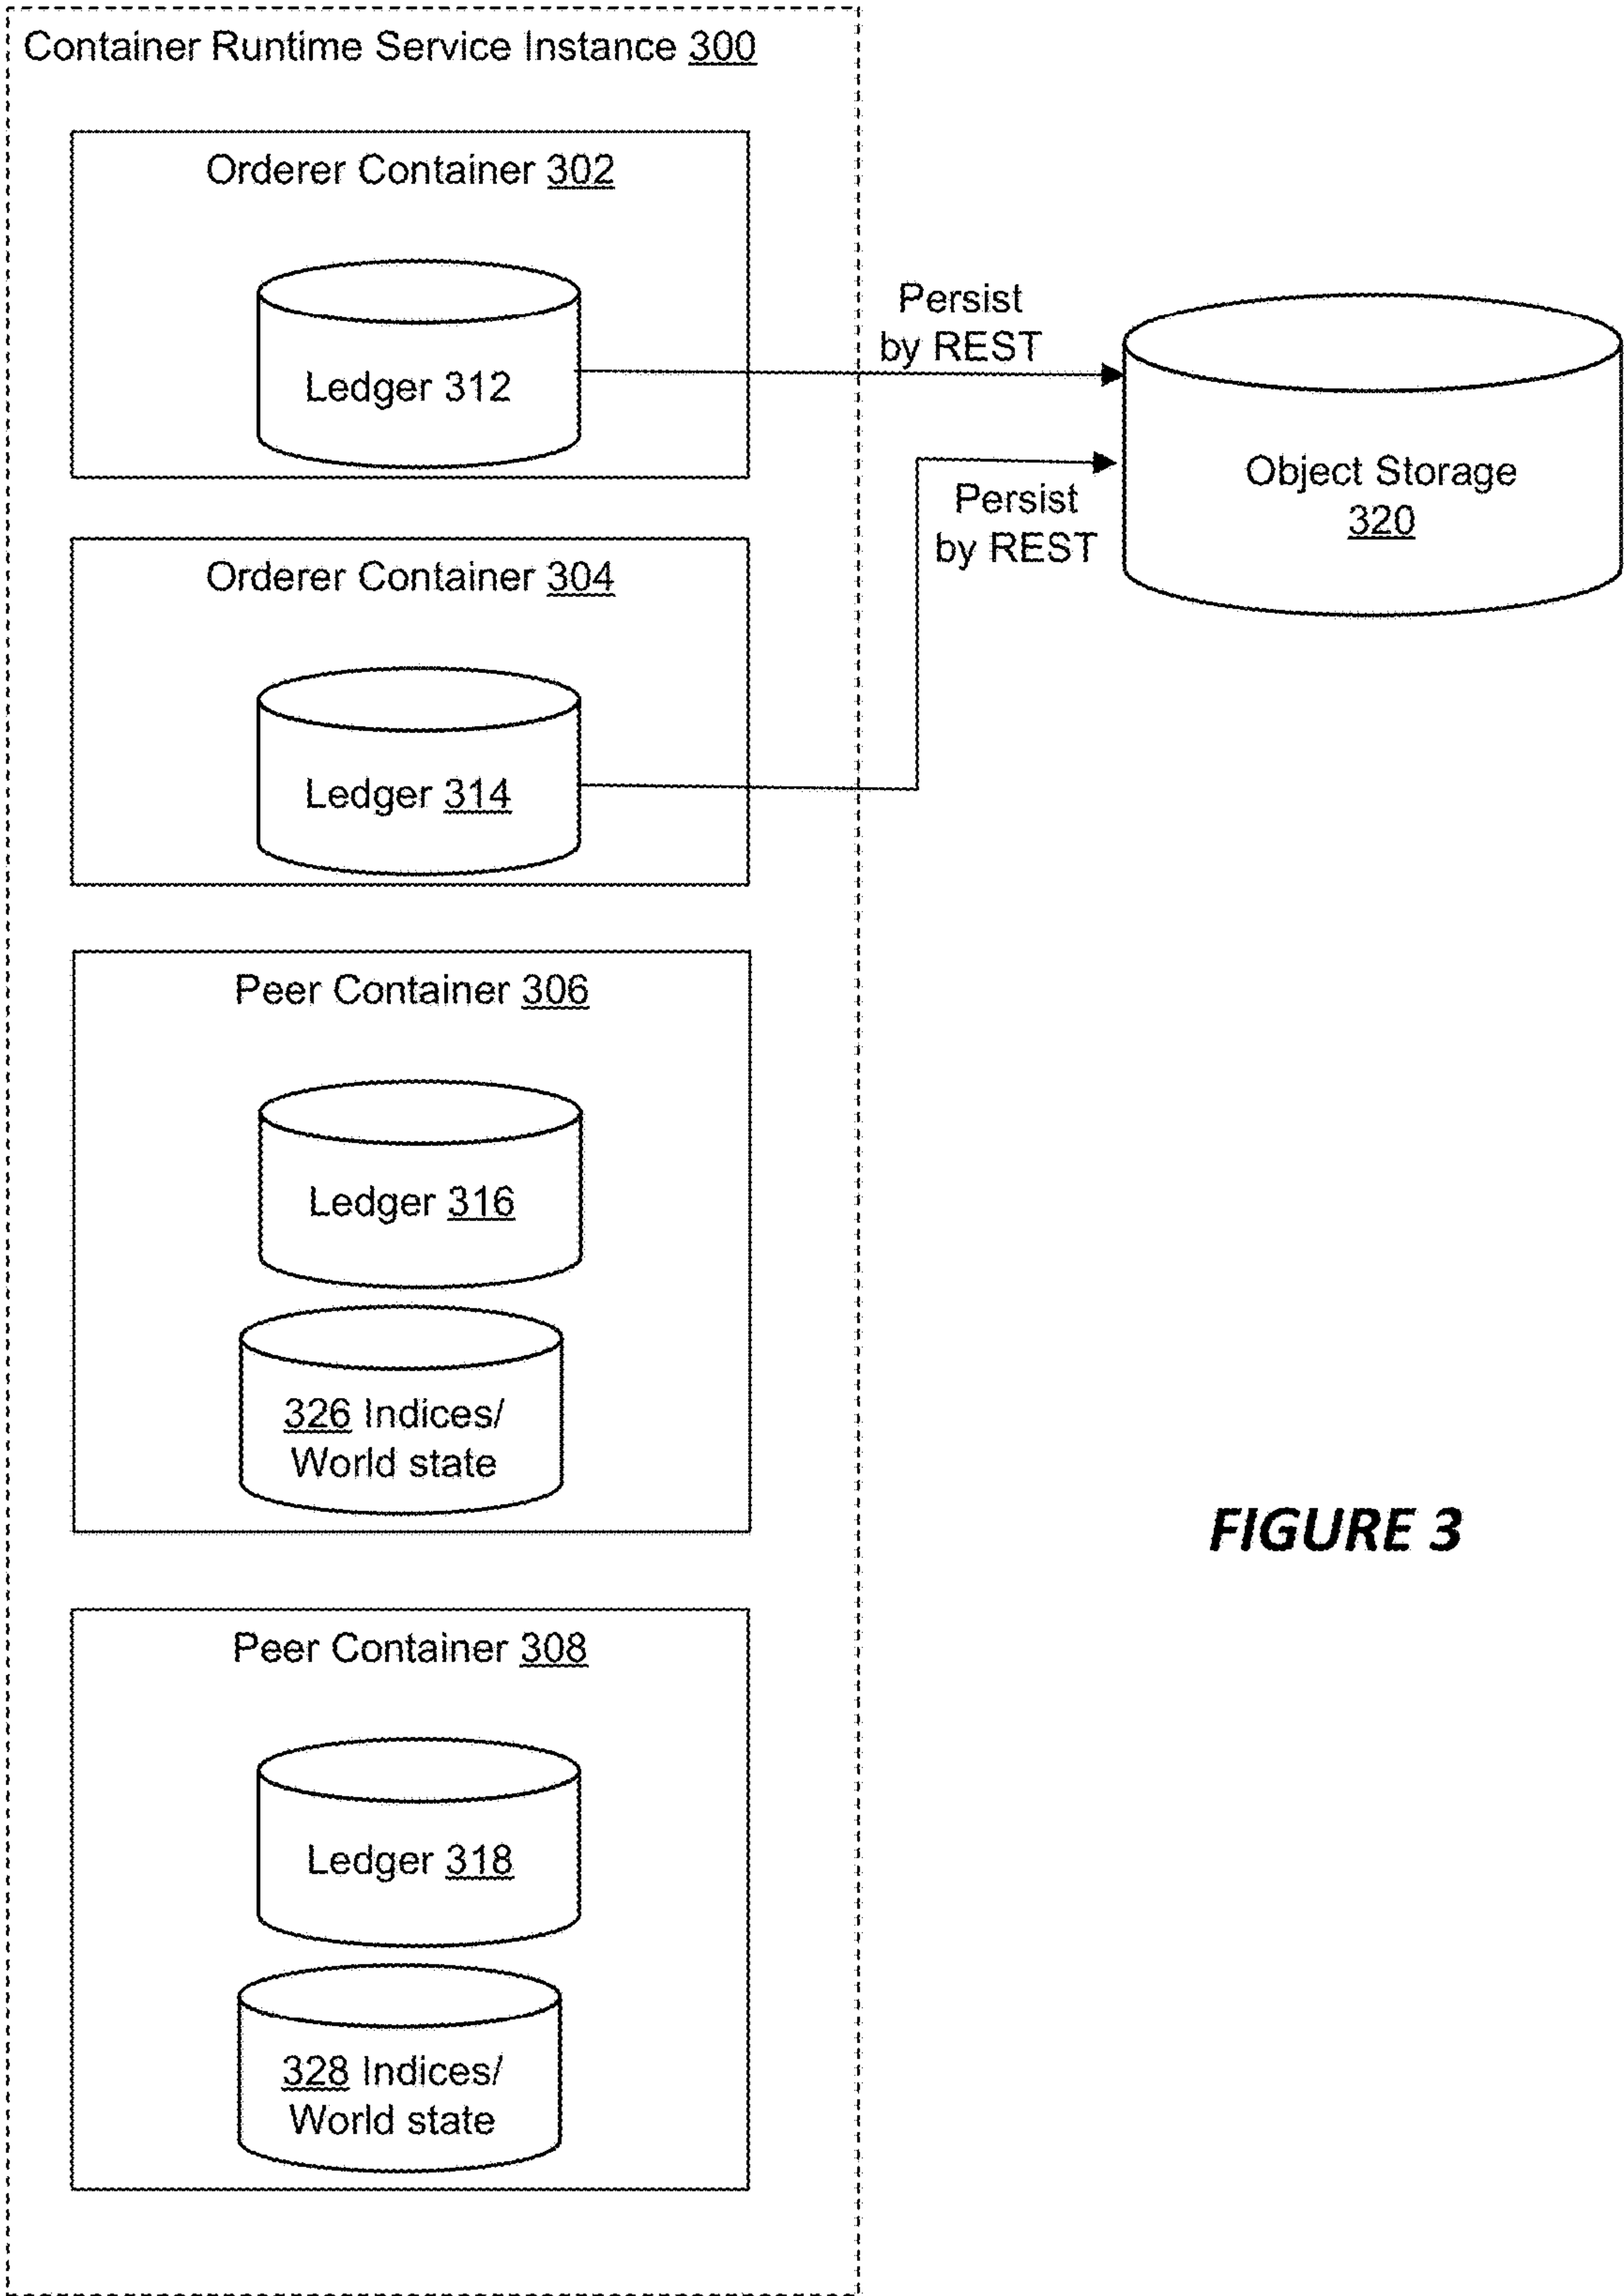 Container Runtime Service Instance 300
Orderer Container 302
Ledger 312
Persist
by REST
Object Storage
320
Persist
by REST
Orderer Container 304
Ledger 314
Peer Container 306
Ledger 316
326 Indices/
World state
FIGURE 3
Peer Container 308
Ledger 318
328 Indices/
World state